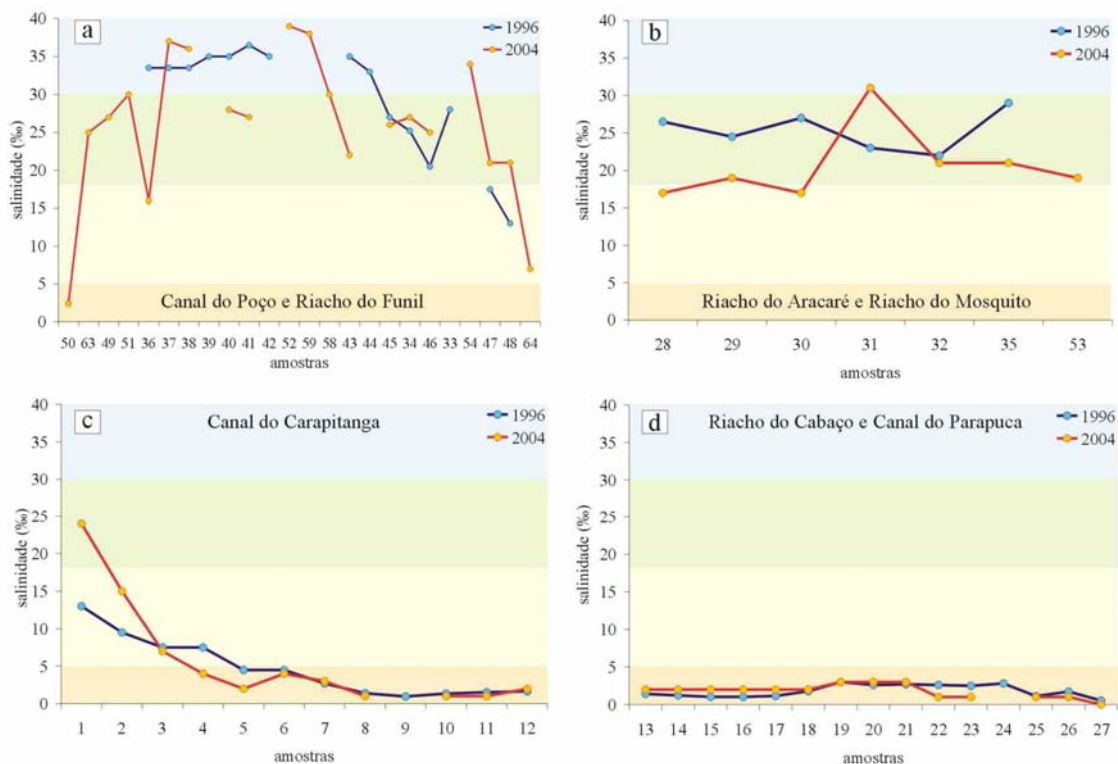 a
1996
2004
salinidade (‰)
40
35
30
25
20
15
10
5
0
Canal do Poço e Riacho do Funil
50 63 49 51 36 37 38 39 40 41 42 52 59 58 43 44 45 34 46 33 54 47 48 64
amostras
b
1996
2004
salinidade (‰)
40
35
30
25
20
15
10
5
0
Riacho do Aracaré e Riacho do Mosquito
28 29 30 31 32 35 53
amostras
c
Canal do Carapitanga
1996
2004
salinidade (‰)
40
35
30
25
20
15
10
5
0
1 2 3 4 5 6 7 8 9 10 11 12
amostras
d
Riacho do Cabaço e Canal do Parapuca
1996
2004
salinidade (‰)
40
35
30
25
20
15
10
5
0
13 14 15 16 17 18 19 20 21 22 23 24 25 26 27
amostras